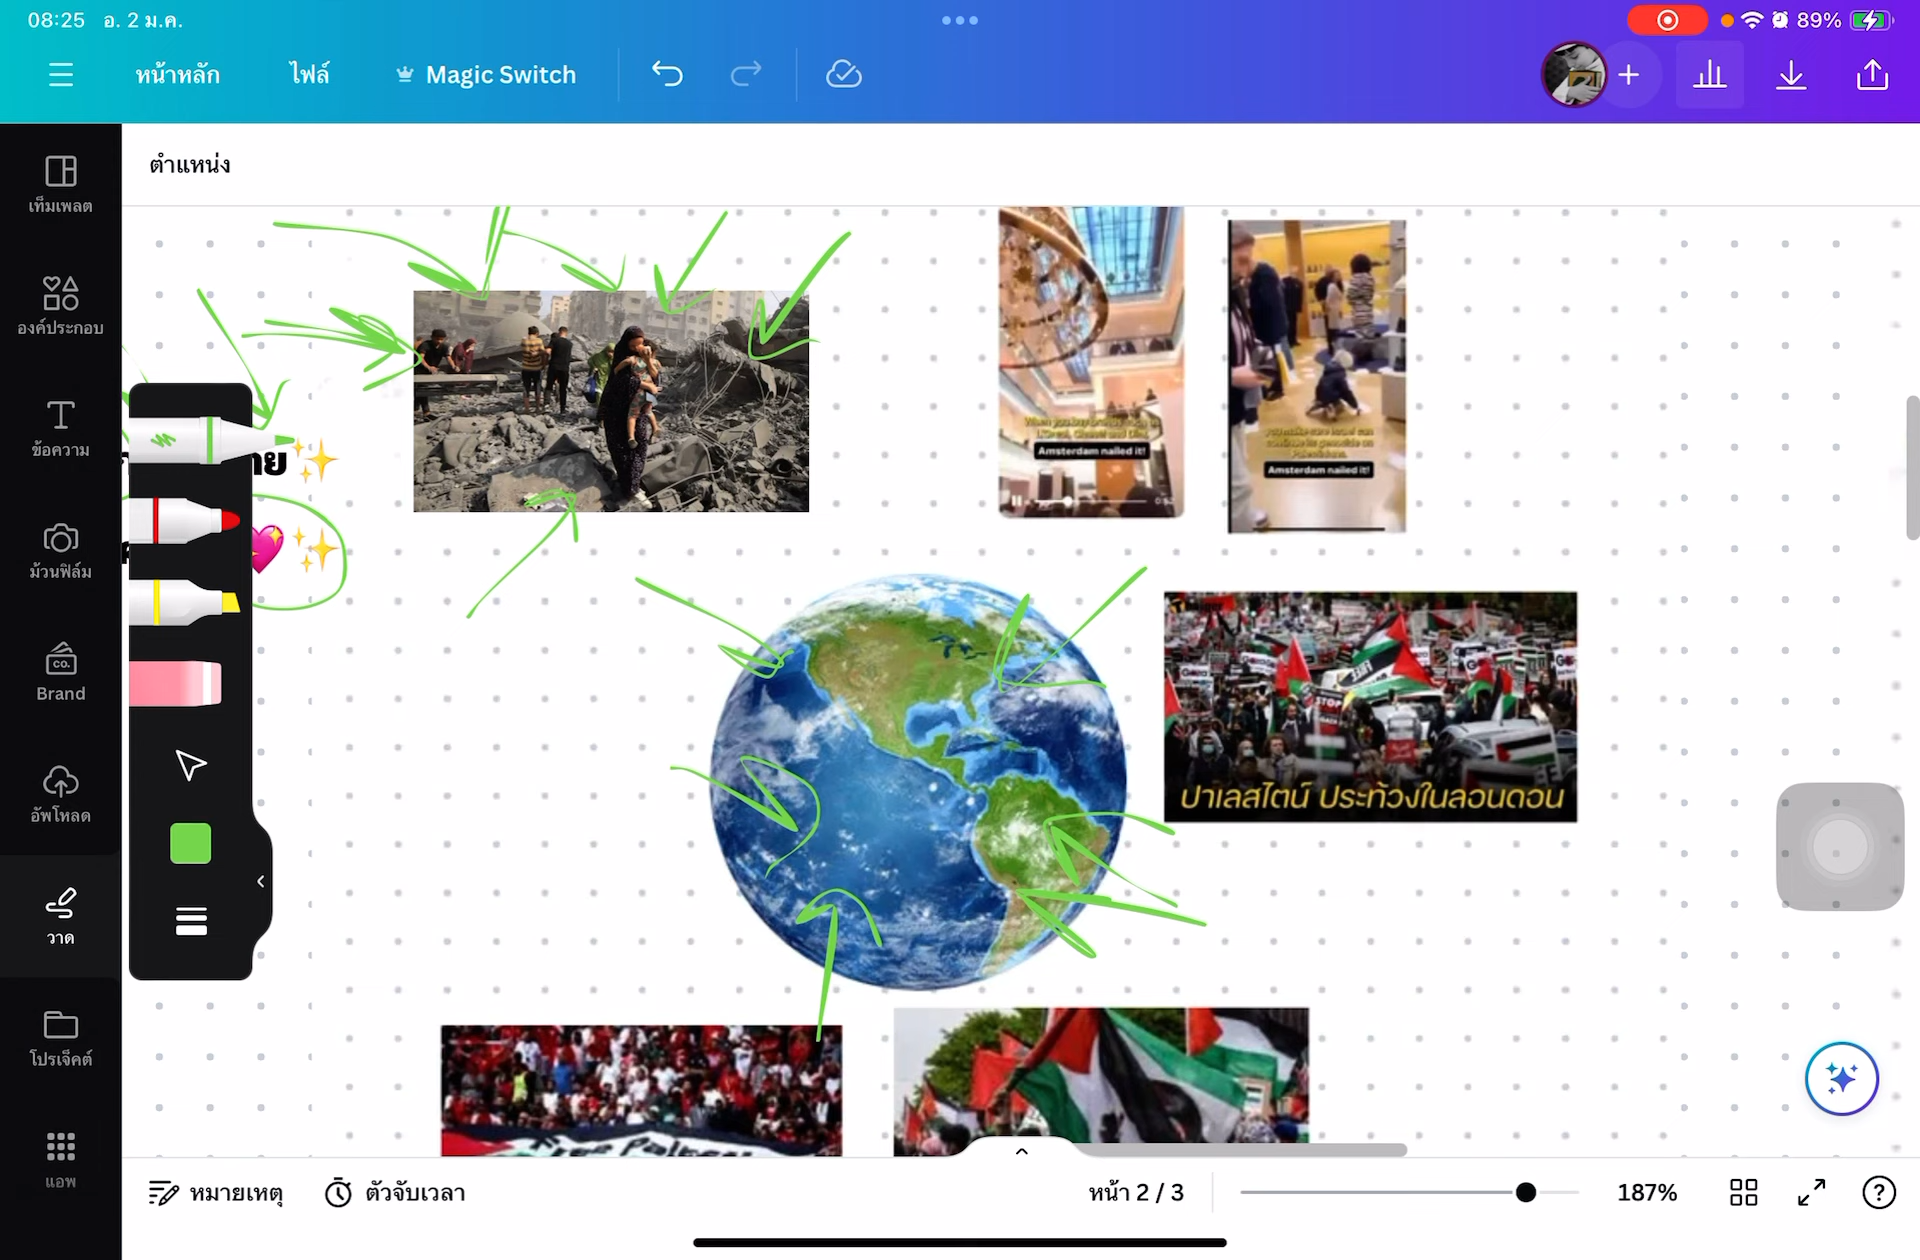 08:25 อ. 2 ม.ค.
89%
หน้าหลัก ไฟล์ Magic Switch
ตำแหน่ง
เท็มเพลต
องค์ประกอบ
ข้อความ
ม้วนฟิล์ม
CO.
Brand
อัพโหลด
วาด
โปรเจ็คต์
แอพ
Amsterdam nailed it!
Amsterdam nailed it!
STOP
ปาเลสไตน์ ประท้วงในลอนดอน
หมายเหตุ ตัวจับเวลา หน้า 2 / 3 187%